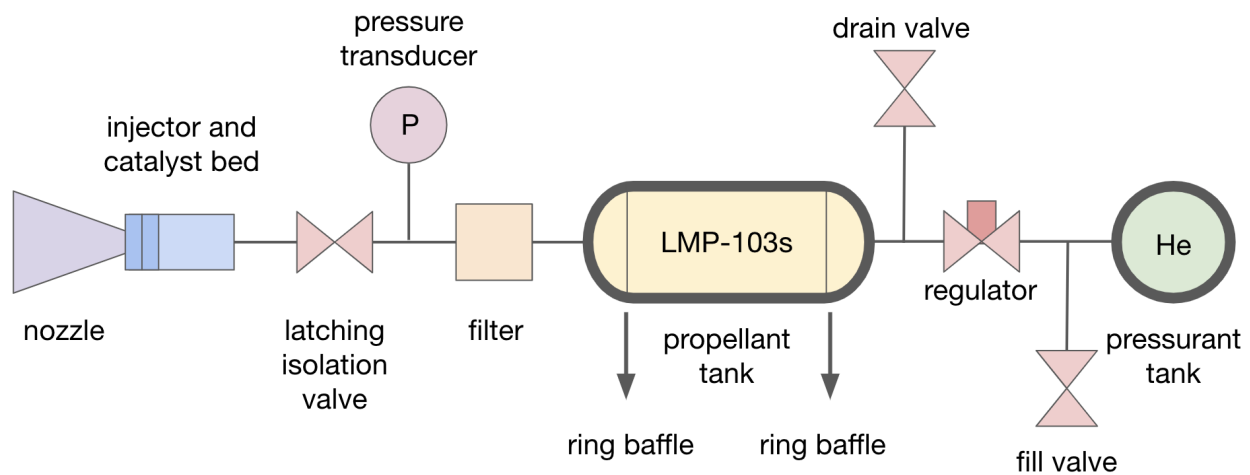 pressure
transducer
drain valve
P
injector and
catalyst bed
LMP-103s
He
regulator
nozzle
latching
isolation
valve
filter
propellant
tank
pressurant
tank
ring baffle
ring baffle
fill valve